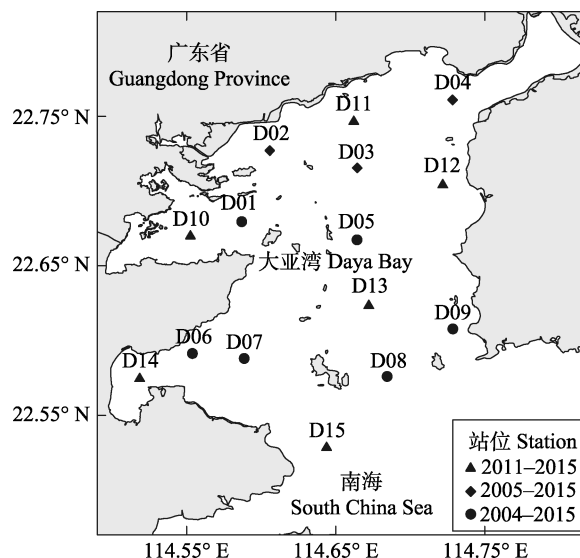 广东省
Guangdong Province
D04
22.75° N
D11
D02
D03
D12
D01
D10
D05
22.65° N
大亚湾 Daya Bay
D13
D09
D06
D07
D08
D14
22.55° N
D15
站位 Station
2011–2015
2005–2015
2004–2015
南海
South China Sea
114.55° E
114.65° E
114.75° E